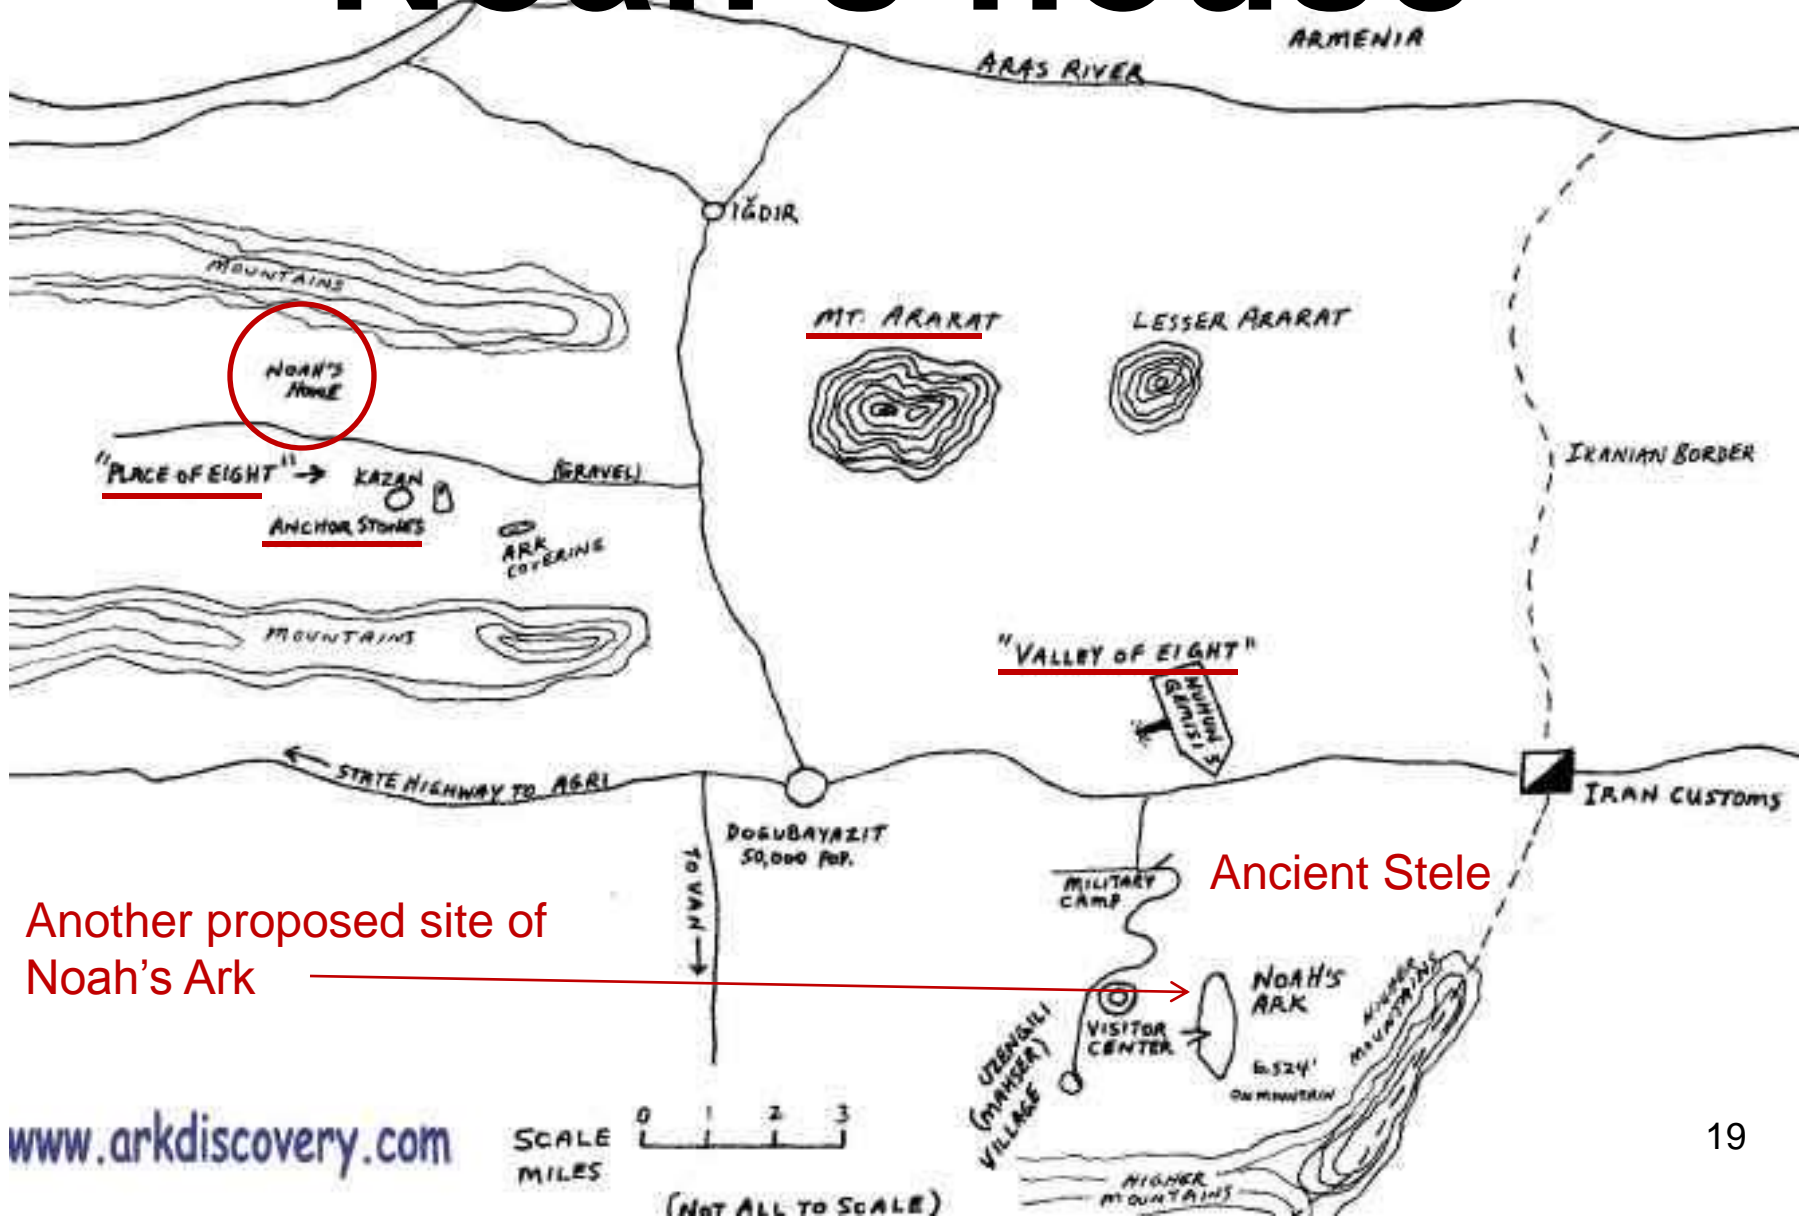 Noah's house
ARMENIA
ARAS RIVER
IĞDIR
MOUNTAINS
MT. ARARAT
LESSER ARARAT
NOAH'S
HOME
IRANIAN BORDER
"PLACE OF EIGHT" →
KAZAN
(GRAVEL)
ANCHOR STONES
ARK
COVERING
MOUNTAINS
"VALLEY OF EIGHT"
NUHUN
GEMISI
STATE HIGHWAY TO AGRI
IRAN CUSTOMS
DOGUBAYAZIT
50,000 POP.
TO VAN
MILITARY
CAMP
Ancient Stele
Another proposed site of
Noah's Ark
NOAH'S
ARK
HIGHER
MOUNTAINS
VISITOR
CENTER
UZENGILI
(MAHSER)
VILLAGE
6,524'
ON MOUNTAIN
www.arkdiscovery.com
0 1 2 3
SCALE
MILES
(NOT ALL TO SCALE)
HIGHER
MOUNTAINS
19